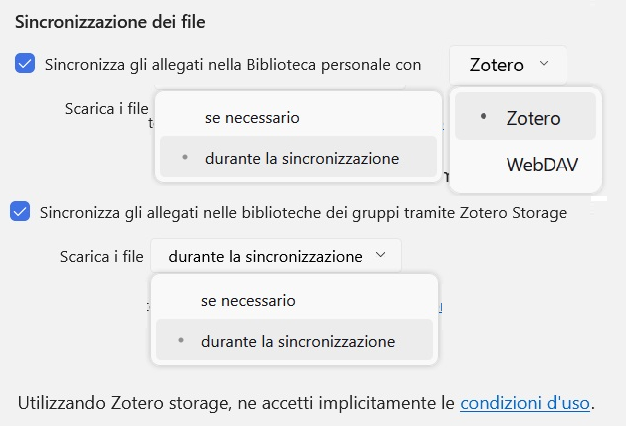 Sincronizzazione dei file
Sincronizza gli allegati nella Biblioteca personale con Zotero
Scarica i file
se necessario
durante la sincronizzazione
Zotero
WebDAV
Sincronizza gli allegati nelle biblioteche dei gruppi tramite Zotero Storage
Scarica i file durante la sincronizzazione
se necessario
durante la sincronizzazione
Utilizzando Zotero storage, ne accetti implicitamente le condizioni d'uso.